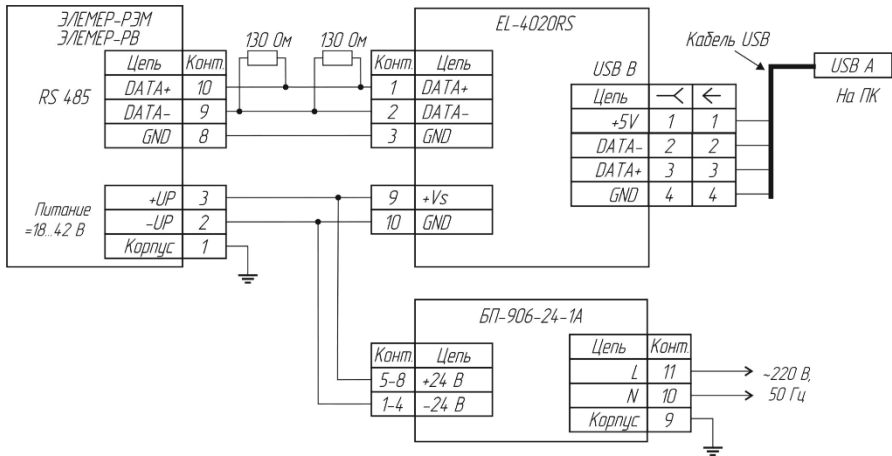 ЭЛЕМЕР-РЭМ
ЭЛЕМЕР-РВ
130 Ом 130 Ом
EL-4020RS
Кабель USB
USB A
На ПК
RS 485
Цепь Конт.
DATA+ 10
DATA- 9
GND 8
Конт. Цепь
1 DATA+
2 DATA-
3 GND
USB B
Цепь
+5V 1 1
DATA- 2 2
DATA+ 3 3
GND 4 4
Питание
=18...42 В
+UP 3
-UP 2
Корпус 1
9 +Vs
10 GND
БП-906-24-1А
Конт. Цепь
5-8 +24 В
1-4 -24 В
Цепь Конт.
L 11
N 10
Корпус 9
~220 В,
50 Гц